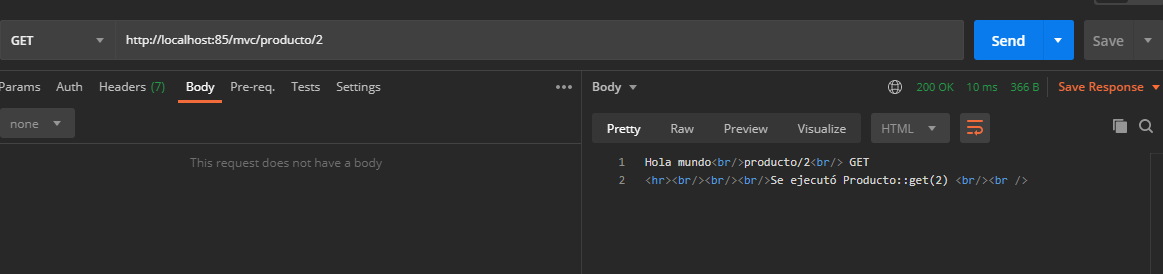 GET http://localhost:85/mvc/producto/2 Send Save
Params Auth Headers (7) Body Pre-req. Tests Settings ••• Body 200 OK 10 ms 366 B Save Response
none Pretty Raw Preview Visualize HTML
This request does not have a body
1 Hola mundo<br/>producto/2<br/> GET
2 <hr><br/><br/><br/>Se ejecutó Producto::get(2) <br/><br />